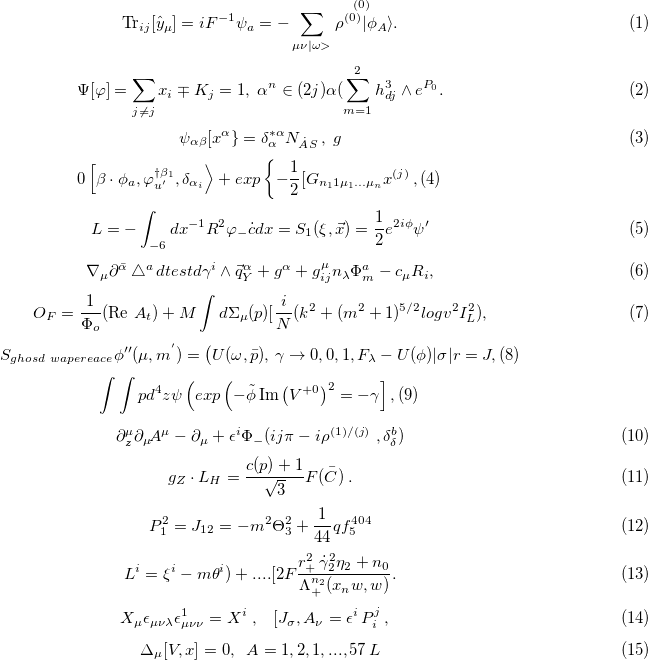 Tr_{ij}[\hat{y}_\mu] = iF^{-1}\psi_a = -\sum_{\mu\nu|\omega>} \overset{(0)}{\rho^{(0)}|}\phi_A\rangle. (1)
\Psi[\varphi] = \sum_{j \neq j} x_i \mp K_j = 1, \alpha^n \in (2j)\alpha(\sum_{m=1}^{2} h^3_{dj} \wedge e^{P_0}. (2)
\psi_{\alpha\beta}[x^\alpha\} = \delta^{*\alpha}_\alpha N_{\dot{A}S}, g (3)
0[\beta \cdot \phi_a, \varphi^{\dagger\beta_1}_{u'}, \delta_{\alpha_i}\rangle + exp\{-\frac{1}{2}[G_{n_1 1\mu_1...\mu_n} x^{(j)},(4)
L = -\int_{-6} dx^{-1}R^2\varphi_-\dot{c}dx = S_1(\xi, \vec{x}) = \frac{1}{2}e^{2i\phi}\psi' (5)
\nabla_\mu\partial^{\bar{\alpha}} \triangle^a dtestd\gamma^i \wedge \vec{q}^\alpha_Y + g^\alpha + g^\mu_{ij}n_\lambda\Phi^a_m - c_\mu R_i, (6)
O_F = \frac{1}{\Phi_o}(Re A_t) + M \int d\Sigma_\mu(p)[\frac{i}{N}(k^2 + (m^2 + 1)^{5/2}logv^2I^2_L), (7)
S_{ghosd wapereace}\phi''(\mu, m') = (U(\omega, \bar{p}), \gamma \to 0, 0, 1, F_\lambda - U(\phi)|\sigma|r = J,(8)
\int\int pd^4z\psi(exp(-\tilde{\phi} Im(V^{+0})^2 = -\gamma],(9)
\partial^\mu_z\partial_\mu A^\mu - \partial_\mu + \epsilon^i\Phi_-(ij\pi - i\rho^{(1)/(j)}, \delta^b_\delta) (10)
g_Z \cdot L_H = \frac{c(p) + 1}{\sqrt{3}}F(\bar{C}). (11)
P^2_1 = J_{12} = -m^2\Theta^2_3 + \frac{1}{44}qf^{404}_5 (12)
L^i = \xi^i - m\theta^i) + ....[2F\frac{r^2_+\dot{\gamma}^2_2\eta_2 + n_0}{\Lambda^{n_2}_+(x_n w, w)}. (13)
X_\mu\epsilon_{\mu\nu\lambda}\epsilon^1_{\mu\nu\nu} = X^i, [J_\sigma, A_\nu = \epsilon^i P^j_i, (14)
\Delta_\mu[V, x] = 0, A = 1, 2, 1, ..., 57 L (15)